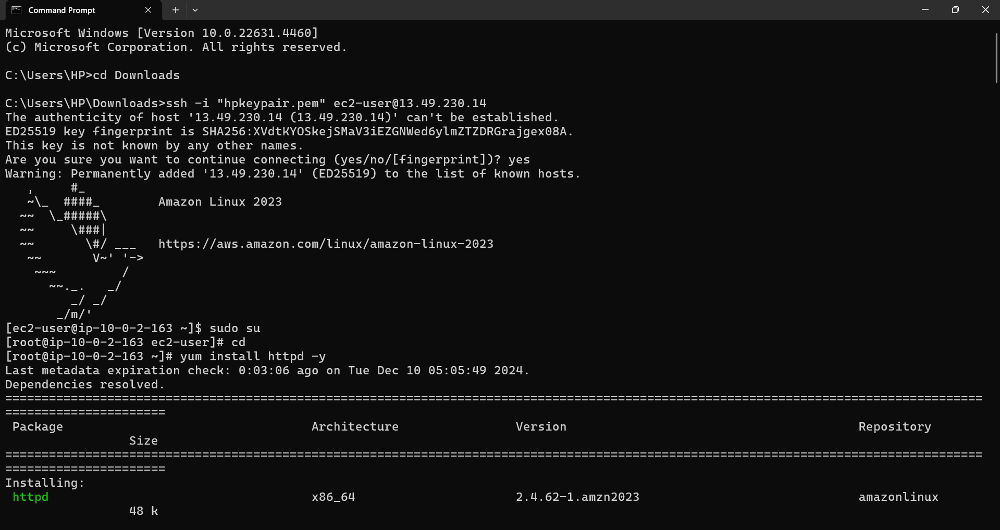 Command Prompt
Microsoft Windows [Version 10.0.22631.4460]
(c) Microsoft Corporation. All rights reserved.
C:\Users\HP>cd Downloads
C:\Users\HP\Downloads>ssh -i "hpkeypair.pem" ec2-user@13.49.230.14
The authenticity of host '13.49.230.14 (13.49.230.14)' can't be established.
ED25519 key fingerprint is SHA256:XVdtKYOSkejSMaV3iEZGNWed6ylmZTZDRGrajgex08A.
This key is not known by any other names.
Are you sure you want to continue connecting (yes/no/[fingerprint])? yes
Warning: Permanently added '13.49.230.14' (ED25519) to the list of known hosts.
   ,     #_
   ~\_  ####_        Amazon Linux 2023
  ~~  \_#####\
  ~~     \###|
  ~~       \#/ ___   https://aws.amazon.com/linux/amazon-linux-2023
   ~~       V~' '->
    ~~~         /
      ~~._.   _/
         _/ _/
       _/m/'
[ec2-user@ip-10-0-2-163 ~]$ sudo su
[root@ip-10-0-2-163 ec2-user]# cd
[root@ip-10-0-2-163 ~]# yum install httpd -y
Last metadata expiration check: 0:03:06 ago on Tue Dec 10 05:05:49 2024.
Dependencies resolved.
======================================================================================================================================
======================
 Package                                  Architecture                Version                                        Repository
                 Size
======================================================================================================================================
======================
Installing:
 httpd                                    x86_64                      2.4.62-1.amzn2023                              amazonlinux
                 48 k